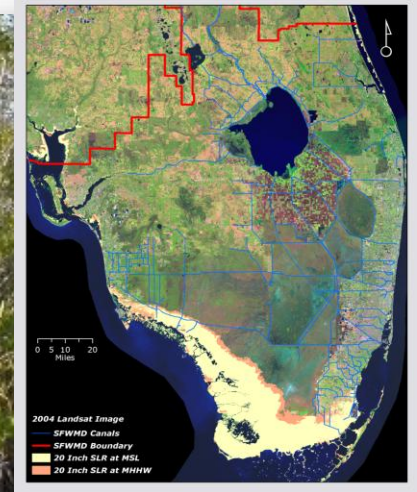 0 5 10 20
Miles
2004 Landsat Image
SFWMD Canals
SFWMD Boundary
20 Inch SLR at MSL
20 Inch SLR at MHHW